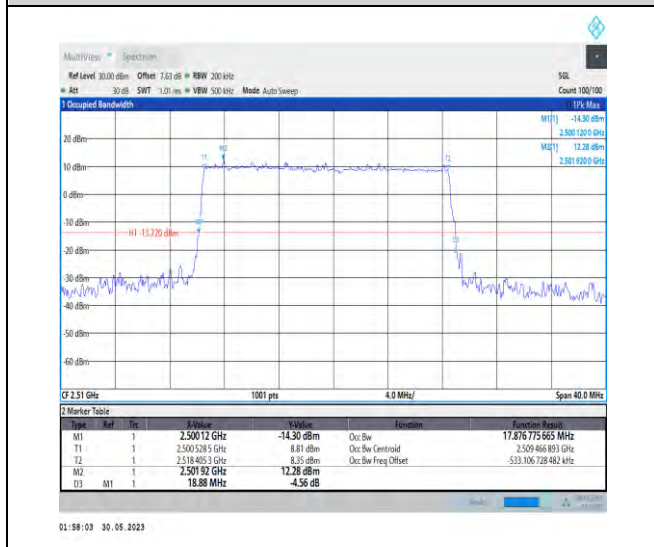 MultiView Spectrum
Ref Level 30.00 dBm Offset 7.63 dB RBW 200 kHz SGL
Att 30 dB SWT 1.01 ms VBW 500 kHz Mode Auto Sweep Count 100/100
1 Occupied Bandwidth 1Pk Max
M1[1] -14.30 dBm
2.500 120 0 GHz
M2[1] 12.28 dBm
2.501 920 0 GHz
20 dBm
T1 M2 T2
10 dBm
0 dBm
-10 dBm
H1 -13.720 dBm
D3
-30 dBm
-40 dBm
-50 dBm
-60 dBm
CF 2.51 GHz 1001 pts 4.0 MHz/ Span 40.0 MHz
2 Marker Table
Type Ref Trc X-Value Y-Value Function Function Result
M1 1 2.50012 GHz -14.30 dBm Occ Bw 17.876 775 665 MHz
T1 1 2.500 528 5 GHz 8.81 dBm Occ Bw Centroid 2.509 466 893 GHz
T2 1 2.518 405 3 GHz 8.35 dBm Occ Bw Freq Offset -533.106 728 482 kHz
M2 1 2.501 92 GHz 12.28 dBm
D3 M1 1 18.88 MHz -4.56 dB
01:58:03 30.05.2023